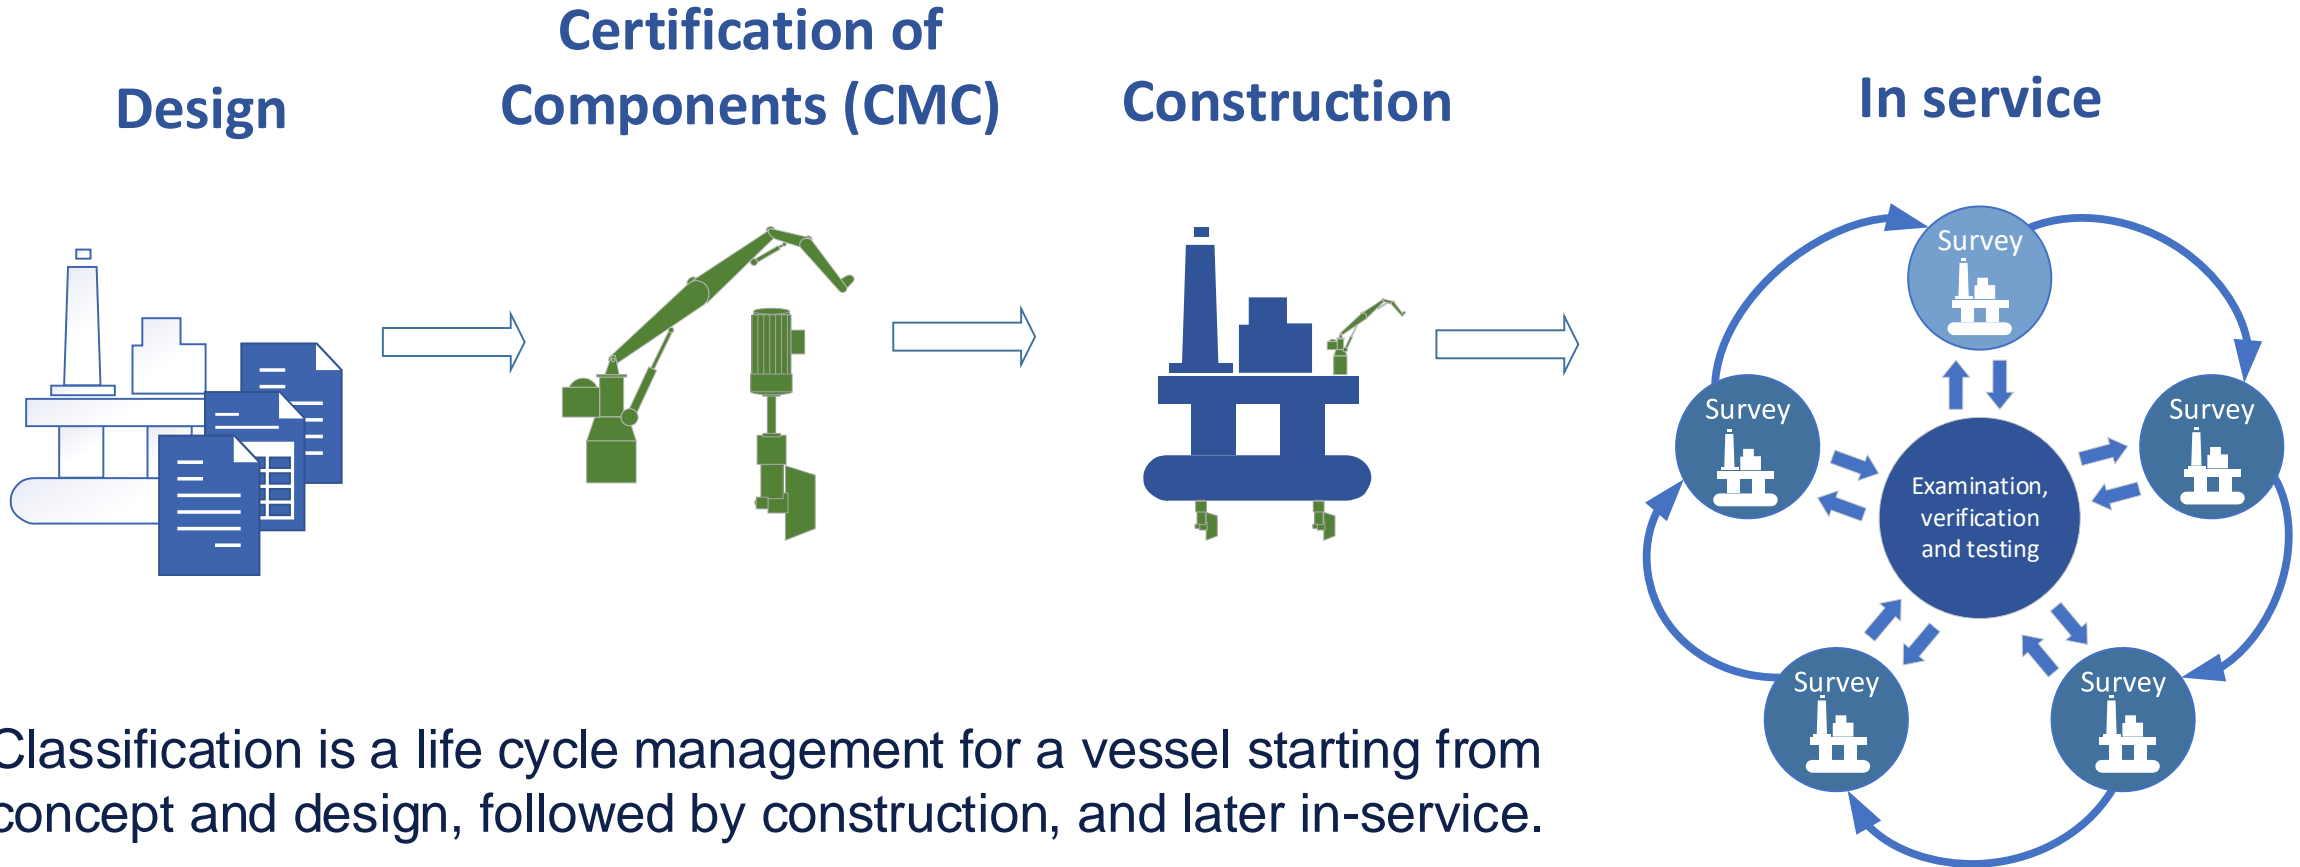 Design
Certification of
Components (CMC)
Construction
In service
Survey
Survey
Survey
Examination,
verification
and testing
Survey
Survey
Classification is a life cycle management for a vessel starting from
concept and design, followed by construction, and later in-service.